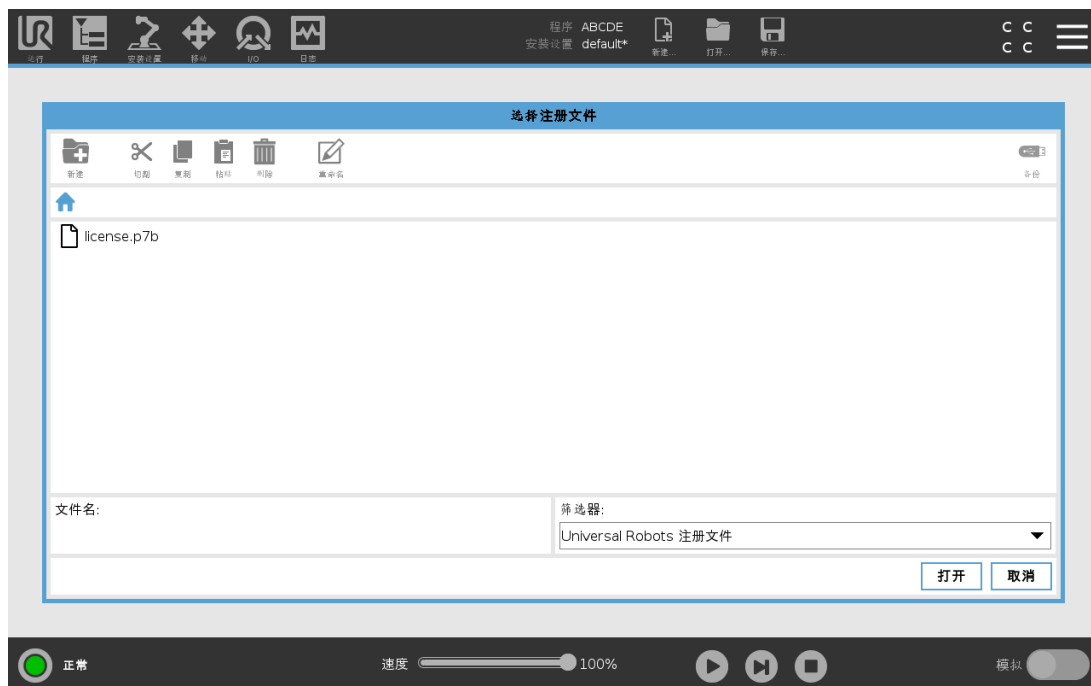 程序 ABCDE
安装设置 default*
C C
C C
运行
程序
安装设置
移动
I/O
日志
新建...
打开...
保存...
选择注册文件
新建
切割
复制
粘贴
删除
重命名
备份
license.p7b
文件名:
筛选器:
Universal Robots 注册文件
打开
取消
正常
速度
100%
模拟